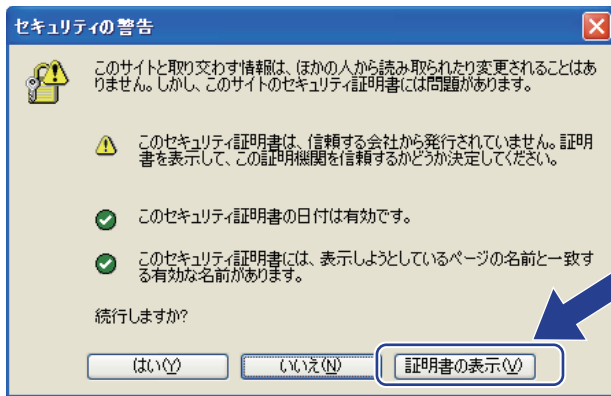 セキュリティの警告
このサイトと取り交わす情報は、ほかの人から読み取られたり変更されることはあ
りません。しかし、このサイトのセキュリティ証明書には問題があります。
このセキュリティ証明書は、信頼する会社から発行されていません。証明
書を表示して、この証明機関を信頼するかどうか決定してください。
このセキュリティ証明書の日付は有効です。
このセキュリティ証明書には、表示しようとしているページの名前と一致す
る有効な名前があります。
続行しますか?
はい(Y) いいえ(N) 証明書の表示(V)